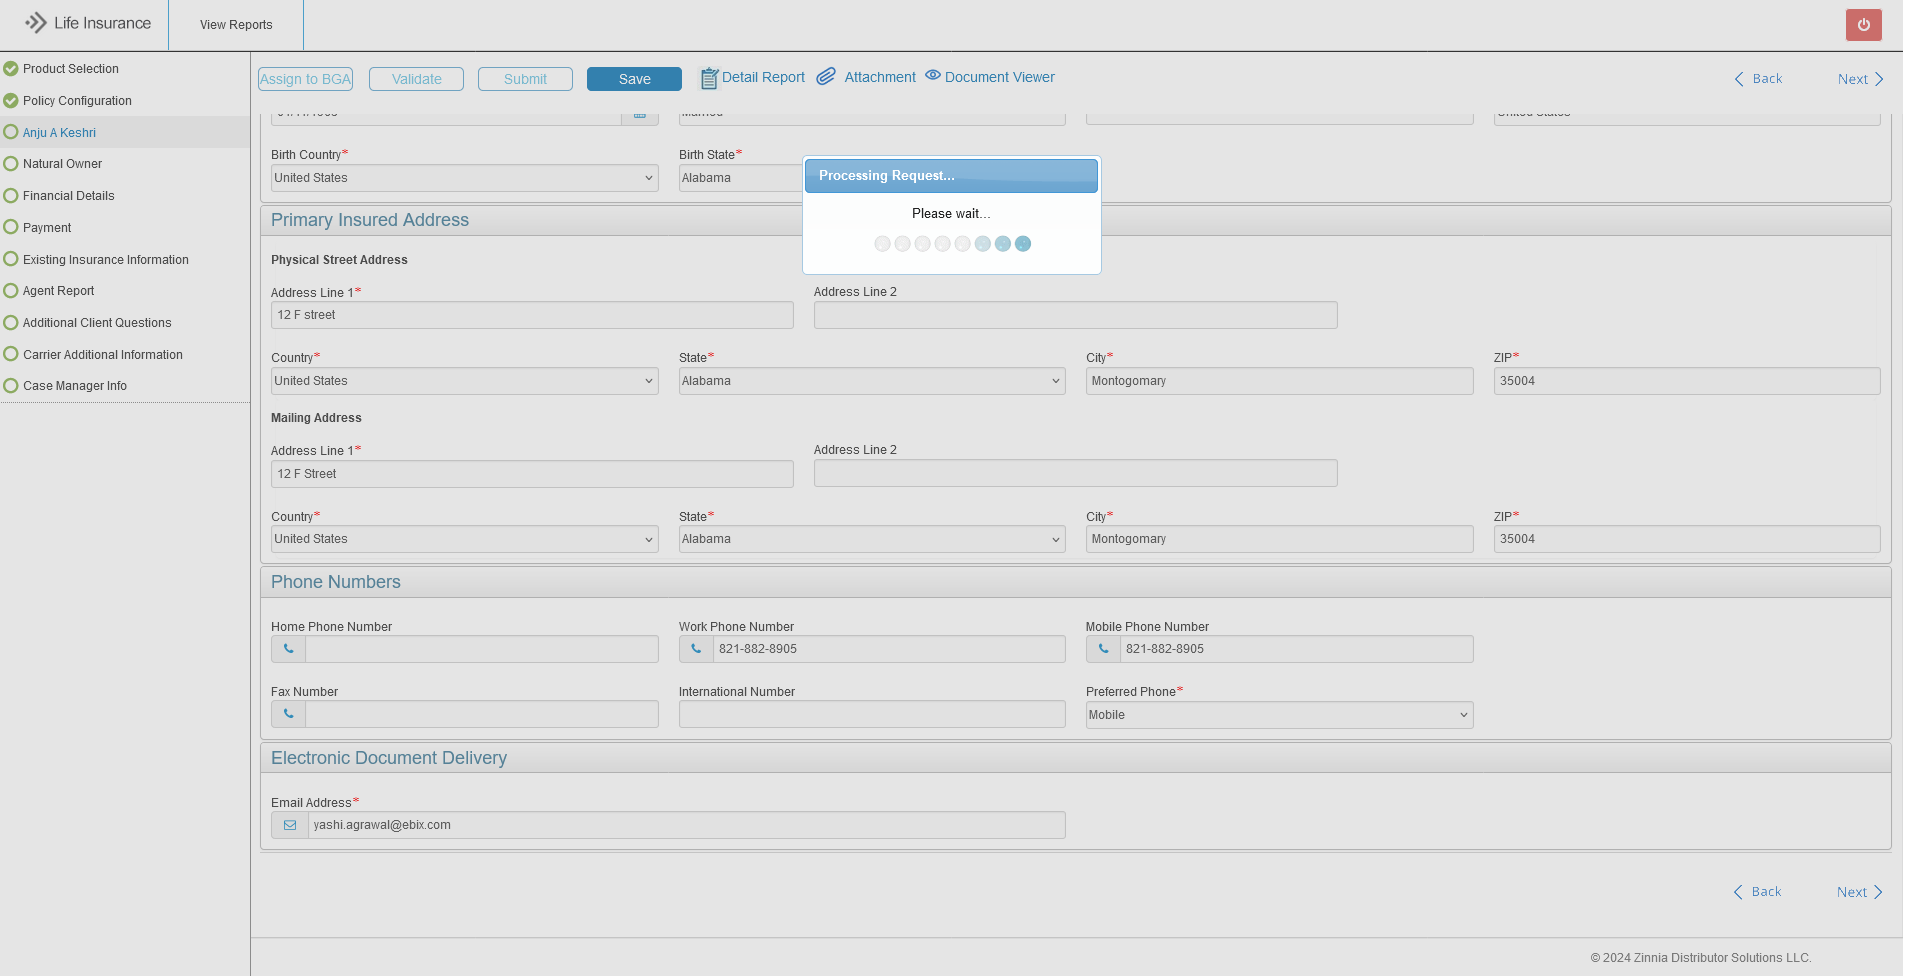 Life Insurance
View Reports
Product Selection
Policy Configuration
Anju A Keshri
Natural Owner
Financial Details
Payment
Existing Insurance Information
Agent Report
Additional Client Questions
Carrier Additional Information
Case Manager Info
Assign to BGA Validate Submit Save Detail Report Attachment Document Viewer Back Next
Married United States
Birth Country* Birth State*
United States Alabama
Processing Request...
Please wait...
Primary Insured Address
Physical Street Address
Address Line 1* Address Line 2
12 F street
Country* State* City* ZIP*
United States Alabama Montogomary 35004
Mailing Address
Address Line 1* Address Line 2
12 F Street
Country* State* City* ZIP*
United States Alabama Montogomary 35004
Phone Numbers
Home Phone Number Work Phone Number Mobile Phone Number
821-882-8905 821-882-8905
Fax Number International Number Preferred Phone*
Mobile
Electronic Document Delivery
Email Address*
yashi.agrawal@ebix.com
Back Next
© 2024 Zinnia Distributor Solutions LLC.